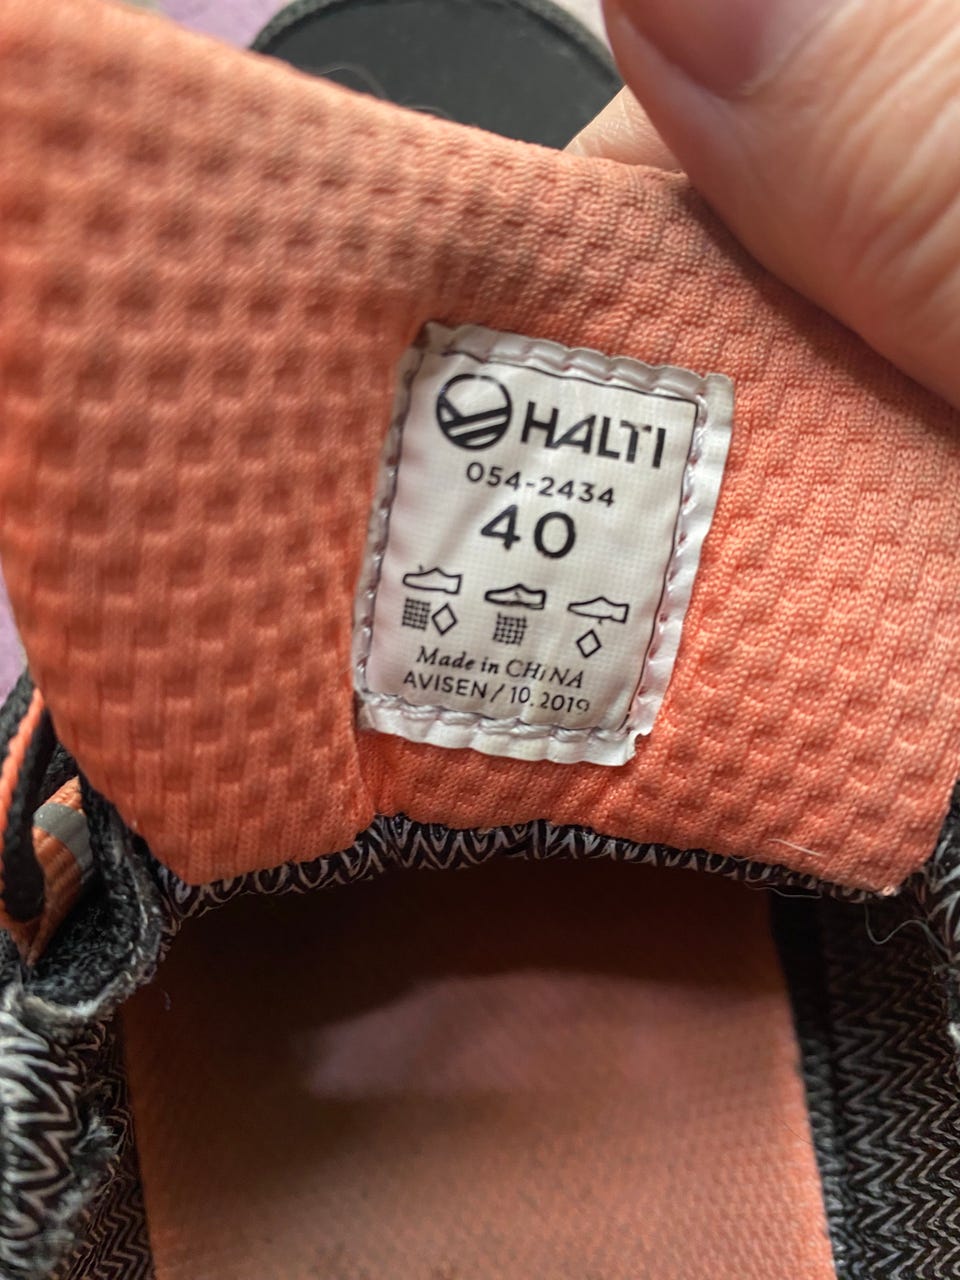 HALTI
054-2434
40
Made in CHiNA
AVISEN / 10.2019